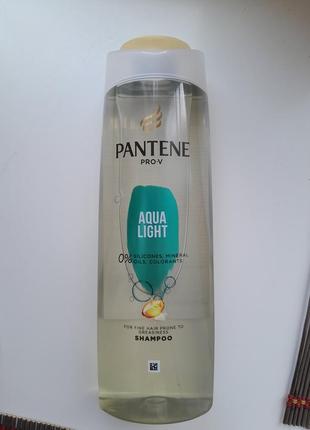 PANTENE
PRO-V
AQUA
LIGHT
0% SILICONES, MINERAL
OILS, COLORANTS
FOR FINE HAIR PRONE TO
GREASINESS
SHAMPOO